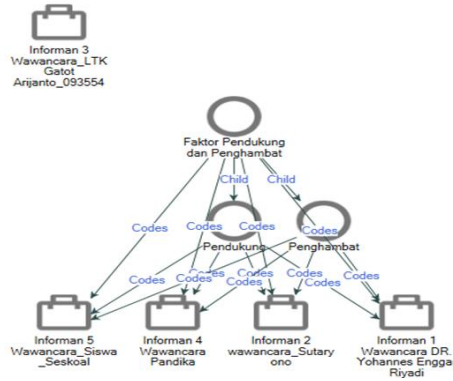 Informan 3
Wawancara_LTK
Gatot
Arijanto_093554
Faktor Pendukung
dan Penghambat
Child
Child
Codes
Codes
Codes
Codes
Pendukung
Penghambat
Codes
Codes
Codes
Codes
Codes
Codes
Codes
Codes
Informan 5
Wawancara_Siswa
_Seskoal
Informan 4
Wawancara
Pandika
Informan 2
wawancara_Sutary
ono
Informan 1
Wawancara DR.
Yohannes Engga
Riyadi